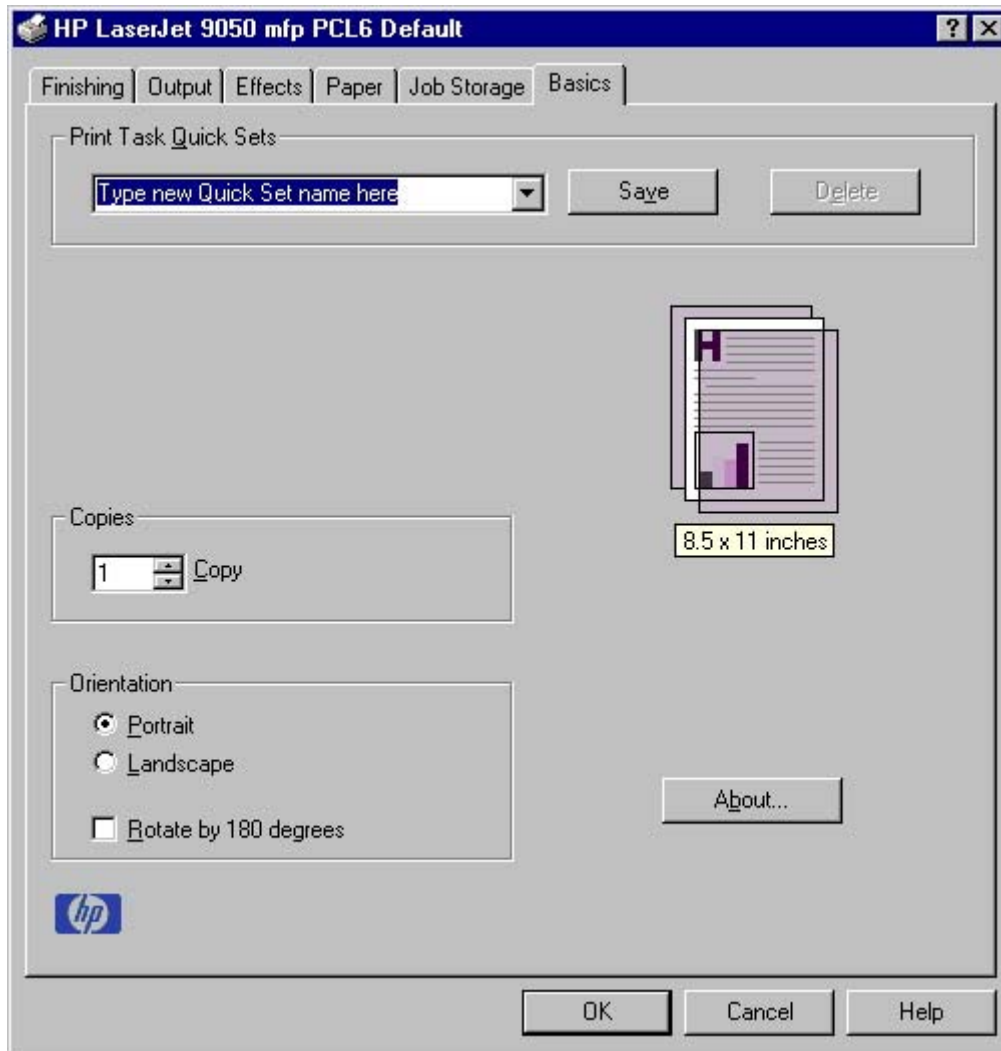 HP LaserJet 9050 mfp PCL6 Default
Finishing Output Effects Paper Job Storage Basics
Print Task Quick Sets
Type new Quick Set name here Save Delete
H
8.5 x 11 inches
Copies
1 Copy
Orientation
Portrait
Landscape
Rotate by 180 degrees
About...
hp
OK Cancel Help